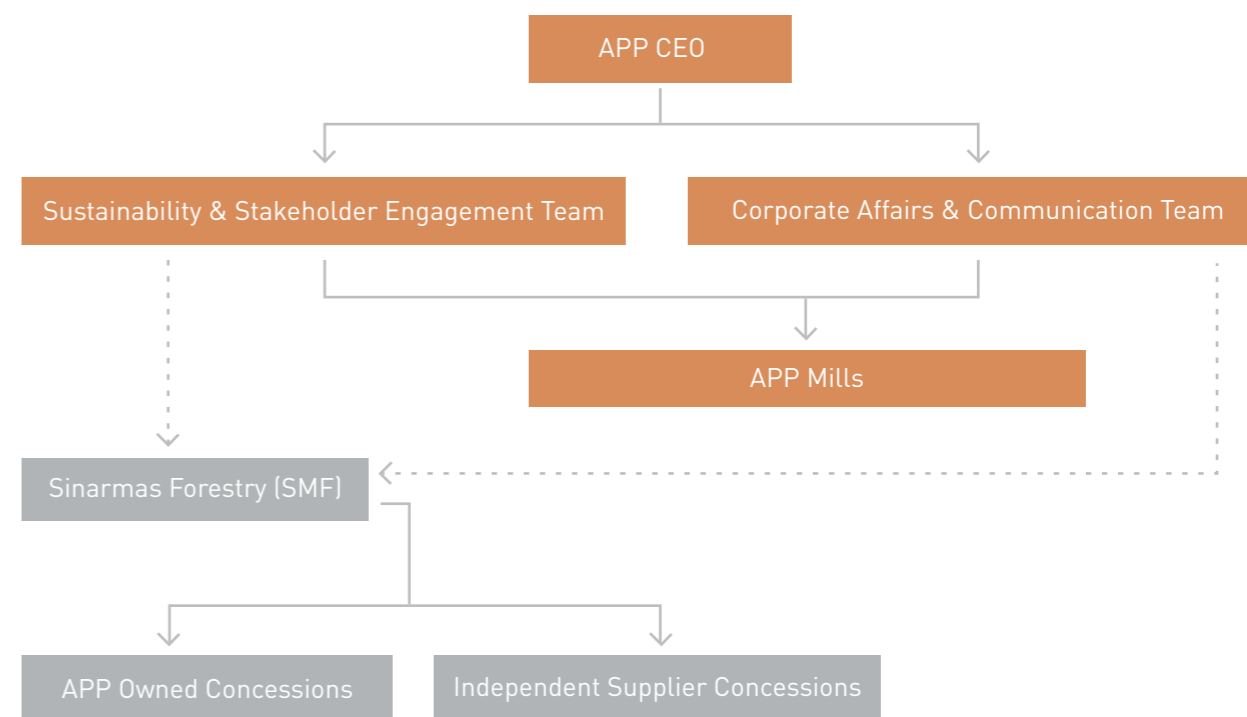 APP CEO
Sustainability & Stakeholder Engagement Team
Corporate Affairs & Communication Team
APP Mills
Sinarmas Forestry (SMF)
APP Owned Concessions
Independent Supplier Concessions